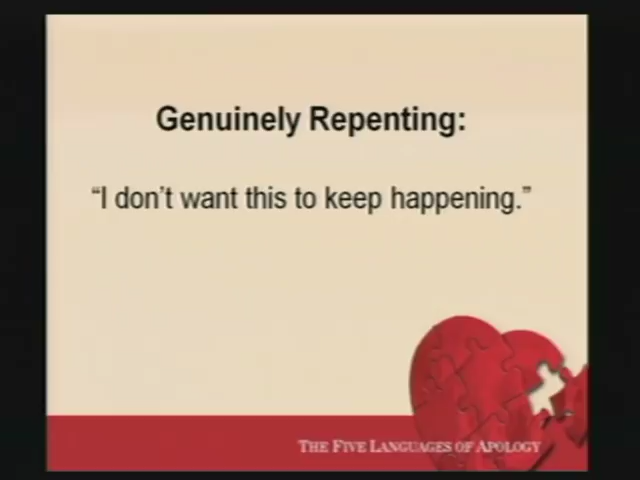 Genuinely Repenting:
“I don’t want this to keep happening.”
THE FIVE LANGUAGES OF APOLOGY